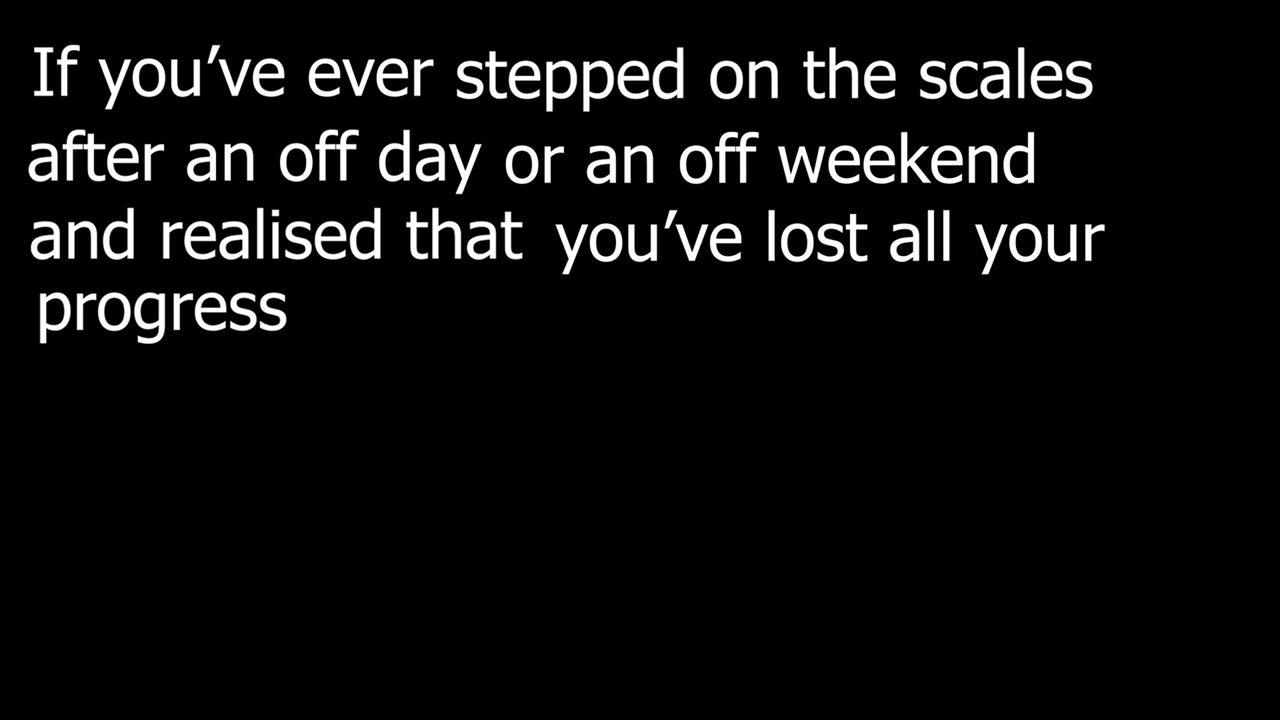 If you’ve ever stepped on the scales
after an off day or an off weekend
and realised that you’ve lost all your
progress